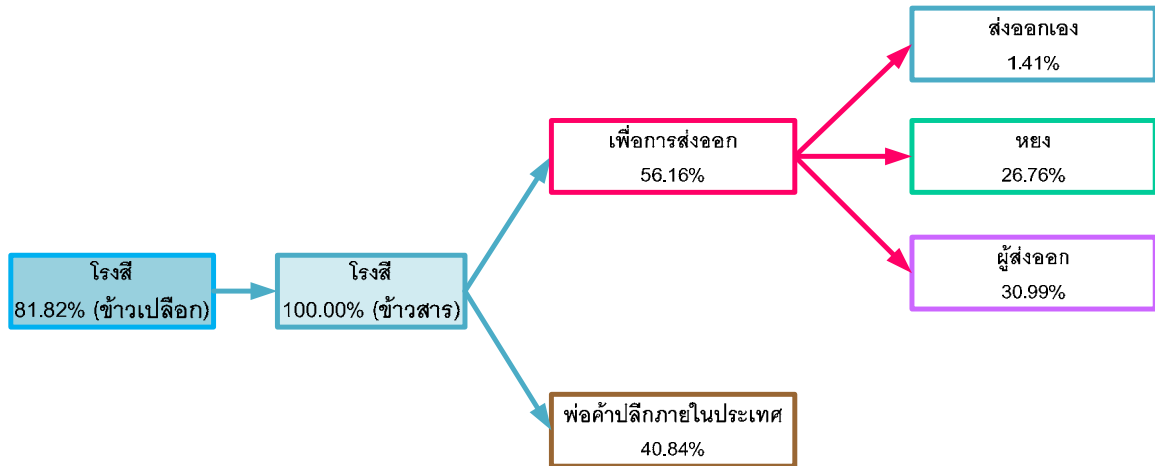 ส่งออกเอง
1.41%
เพื่อการส่งออก
56.16%
หยง
26.76%
ผู้ส่งออก
30.99%
โรงสี
81.82% (ข้าวเปลือก)
โรงสี
100.00% (ข้าวสาร)
พ่อค้าปลีกภายในประเทศ
40.84%